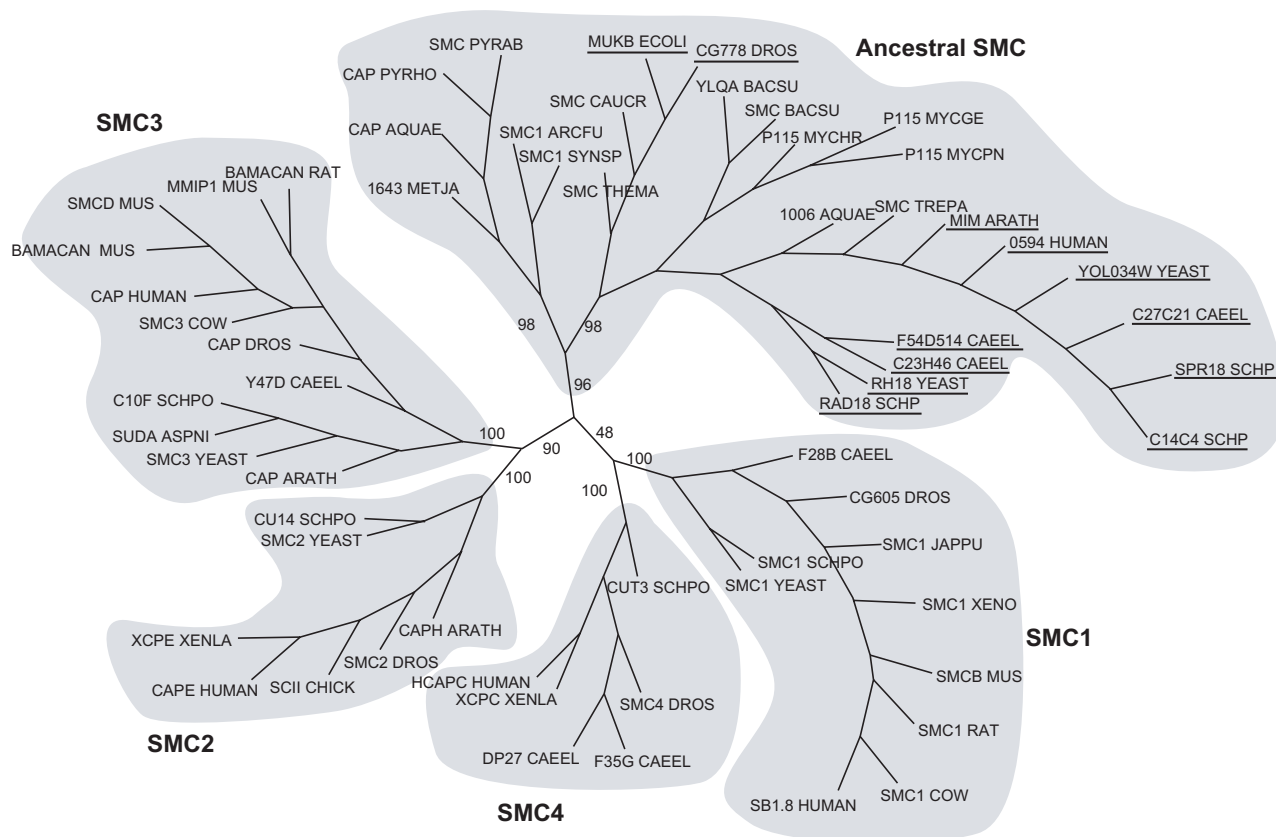 Ancestral SMC
SMC PYRAB
MUKB ECOLI
CG778 DROS
CAP PYRHO
YLQA BACSU
SMC CAUCR
SMC BACSU
P115 MYCGE
CAP AQUAE
SMC1 ARCFU
P115 MYCHR
SMC1 SYNSP
P115 MYCPN
1643 METJA
SMC THEMA
1006 AQUAE
SMC TREPA
MIM ARATH
0594 HUMAN
YOL034W YEAST
C27C21 CAEEL
SPR18 SCHP
C14C4 SCHP
F54D514 CAEEL
C23H46 CAEEL
RH18 YEAST
RAD18 SCHP
98
98
96
SMC3
BAMACAN RAT
MMIP1 MUS
SMCD MUS
BAMACAN  MUS
CAP HUMAN
SMC3 COW
CAP DROS
Y47D CAEEL
C10F SCHPO
SUDA ASPNI
SMC3 YEAST
CAP ARATH
100
90
48
100
100
100
CU14 SCHPO
SMC2 YEAST
CAPH ARATH
XCPE XENLA
SMC2 DROS
CAPE HUMAN
SCII CHICK
SMC2
CUT3 SCHPO
HCAPC HUMAN
XCPC XENLA
SMC4 DROS
DP27 CAEEL
F35G CAEEL
SMC4
F28B CAEEL
CG605 DROS
SMC1 JAPPU
SMC1 SCHPO
SMC1 YEAST
SMC1 XENO
SMC1
SMCB MUS
SMC1 RAT
SMC1 COW
SB1.8 HUMAN